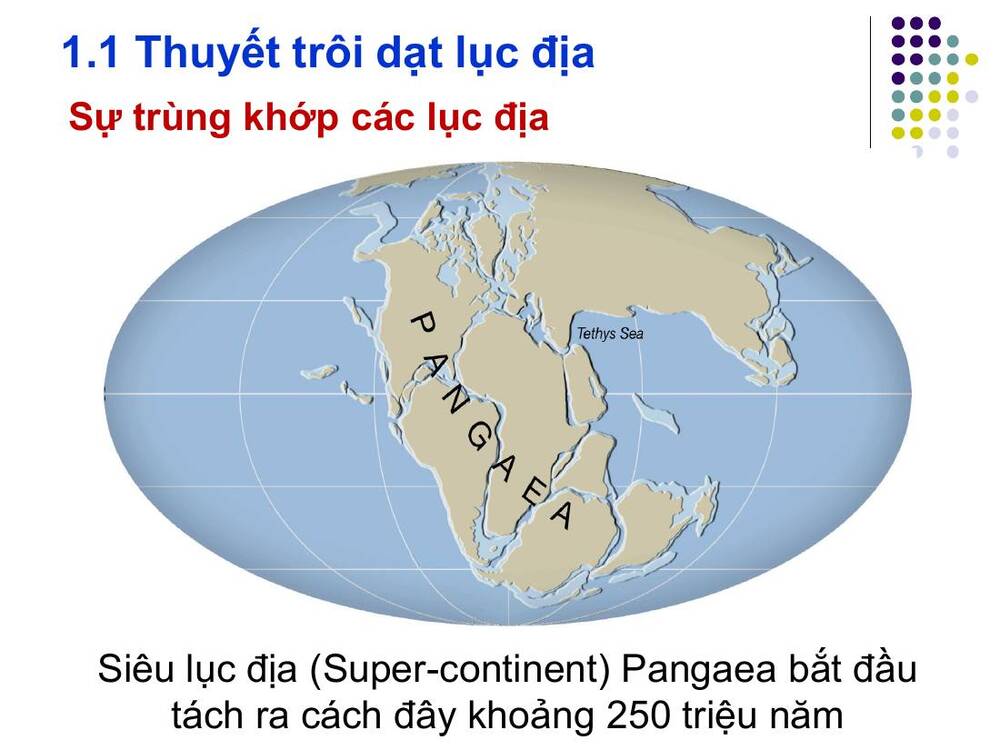 1.1 Thuyết trôi dạt lục địa
Sự trùng khớp các lục địa
Tethys Sea
PANGAEA
Siêu lục địa (Super-continent) Pangaea bắt đầu
tách ra cách đây khoảng 250 triệu năm